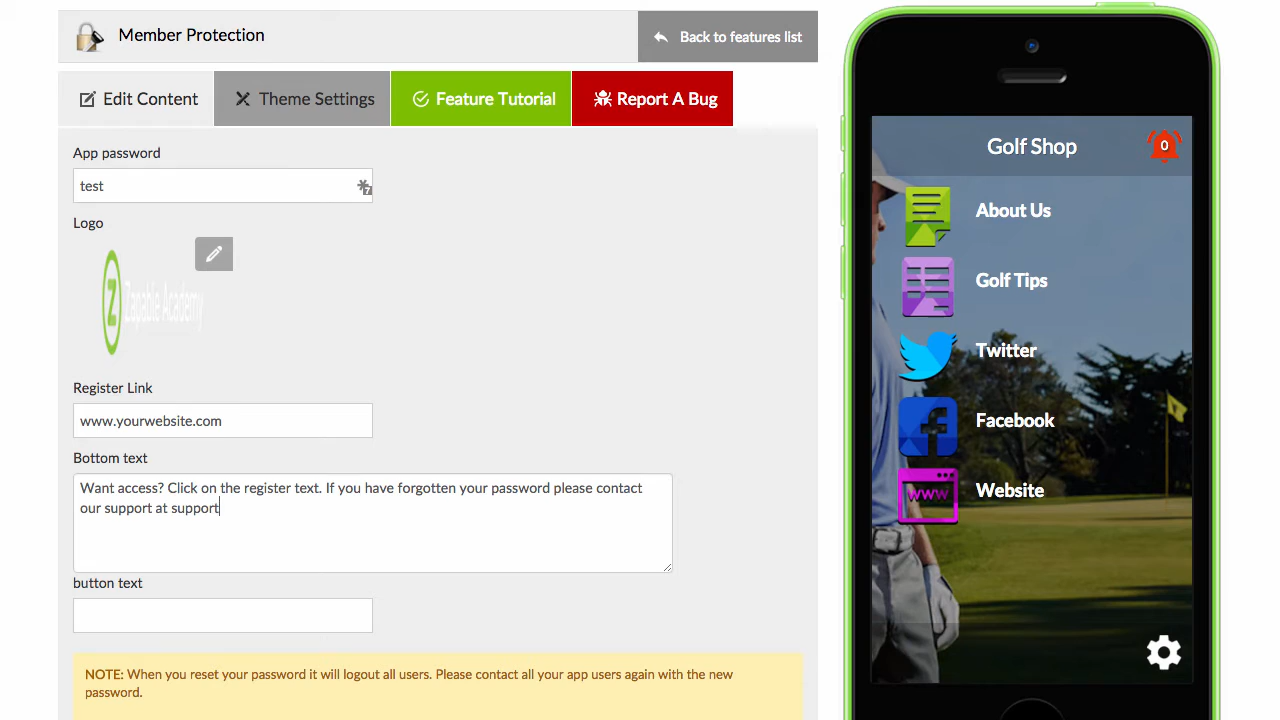 Member Protection
Back to features list
Edit Content
Theme Settings
Feature Tutorial
Report A Bug
App password
test
7
Logo
Z Zapable Academy
Register Link
www.yourwebsite.com
Bottom text
Want access? Click on the register text. If you have forgotten your password please contact
our support at support
button text
NOTE: When you reset your password it will logout all users. Please contact all your app users again with the new
password.
Golf Shop
0
About Us
Golf Tips
Twitter
Facebook
www
Website